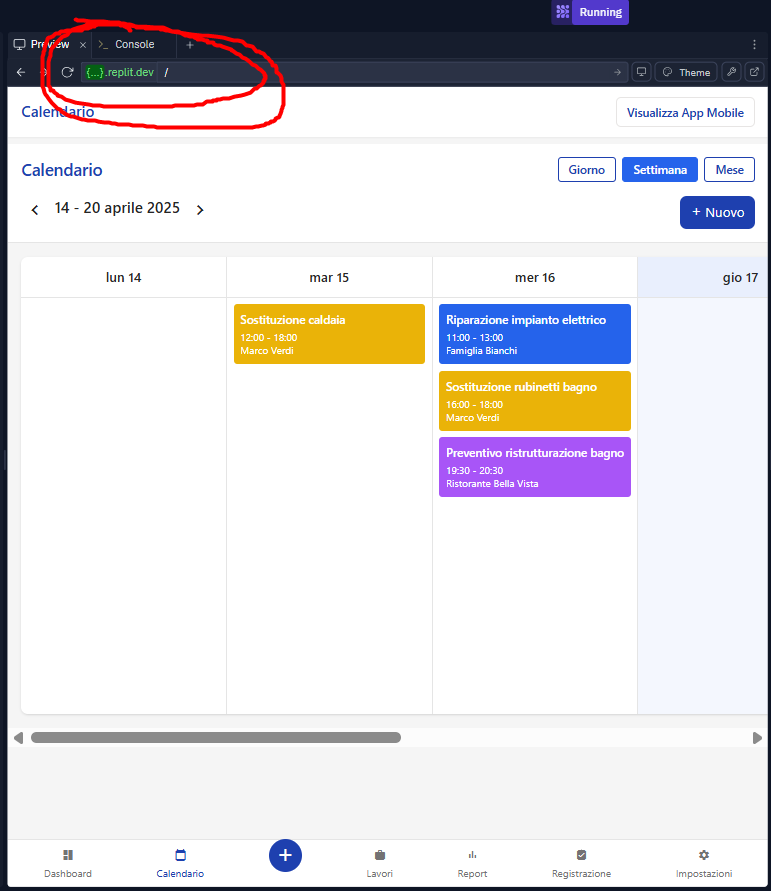 Running
Preview × >_ Console +
{...}.replit.dev / Theme
Calendario Visualizza App Mobile
Calendario Giorno Settimana Mese
14 - 20 aprile 2025
+ Nuovo
lun 14 mar 15 mer 16 gio 17
Sostituzione caldaia
12:00 - 18:00
Marco Verdi
Riparazione impianto elettrico
11:00 - 13:00
Famiglia Bianchi
Sostituzione rubinetti bagno
16:00 - 18:00
Marco Verdi
Preventivo ristrutturazione bagno
19:30 - 20:30
Ristorante Bella Vista
+
Dashboard Calendario Lavori Report Registrazione Impostazioni